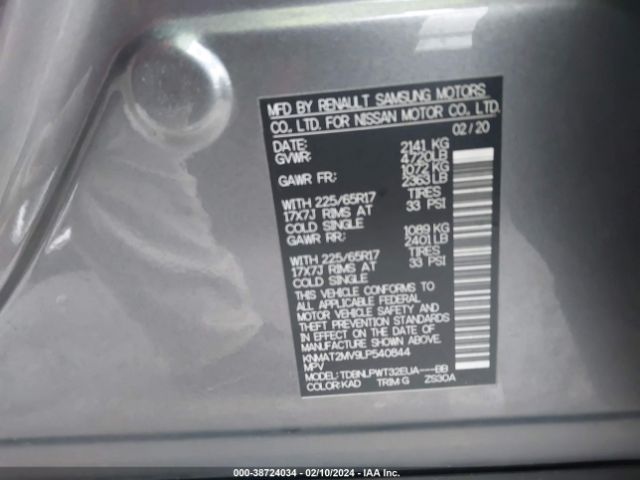 MFD BY RENAULT SAMSUNG MOTORS
CO., LTD. FOR NISSAN MOTOR CO., LTD.
DATE: 02/20
GVWR: 2141 KG
4720LB
GAWR FR: 1072 KG
2363LB
WITH 225/65R17 TIRES
17X7J RIMS AT 33 PSI
COLD SINGLE
GAWR RR: 1089 KG
2401LB
WITH 225/65R17 TIRES
17X7J RIMS AT 33 PSI
COLD SINGLE
THIS VEHICLE CONFORMS TO
ALL APPLICABLE FEDERAL
MOTOR VEHICLE SAFETY AND
THEFT PREVENTION STANDARDS
IN EFFECT ON THE DATE OF
MANUFACTURE SHOWN ABOVE.
KNMAT2MV9LP540844
MPV
MODEL: TDBNLPWT32EUA---BB
COLOR:KAD TRIM:G ZS30A
000-38724034 - 02/10/2024 - IAA Inc.